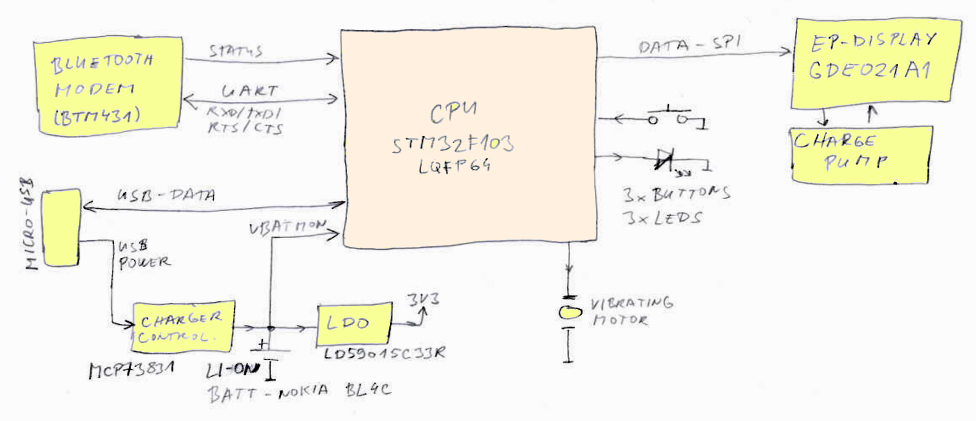 BLUETOOTH
MODEM
(BTM431)
STATUS
UART
RXD/TXD/
RTS/CTS
CPU
STM32F103
LQFP64
DATA-SPI
EP-DISPLAY
GDE021A1
CHARGE
PUMP
3x BUTTONS
3x LEDS
MICRO-USB
USB-DATA
VBATMON
USB
POWER
CHARGER
CONTROL.
MCP73831
+
LI-ON
BATT-NOKIA BL4C
LDO
3V3
LD59015C33R
VIBRATING
MOTOR